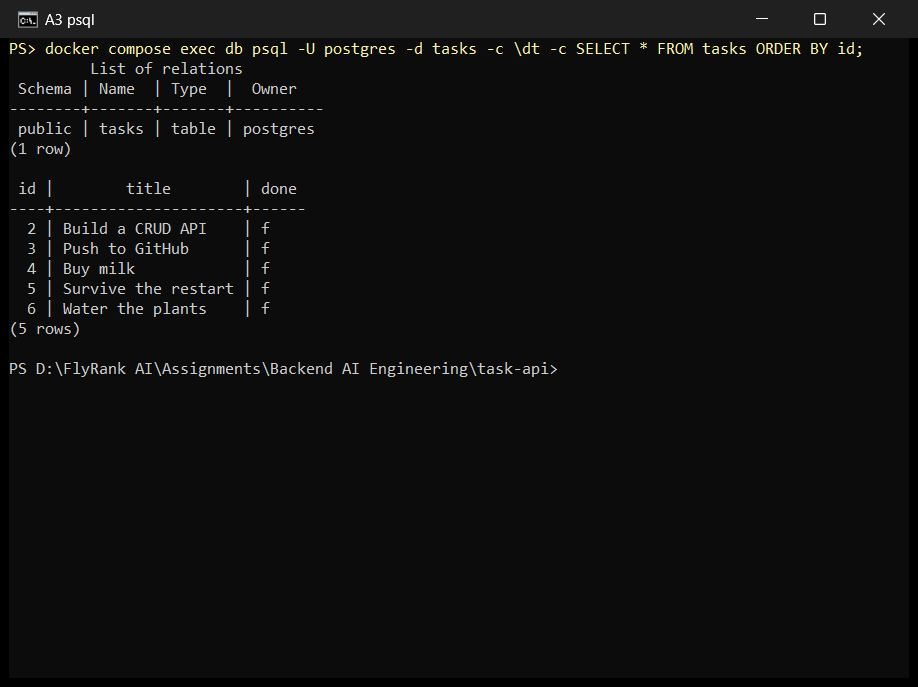 A3 psql
PS> docker compose exec db psql -U postgres -d tasks -c \dt -c SELECT * FROM tasks ORDER BY id;
         List of relations
 Schema | Name  | Type  |  Owner
--------+-------+-------+----------
 public | tasks | table | postgres
(1 row)

 id |        title        | done
----+---------------------+------
  2 | Build a CRUD API    | f
  3 | Push to GitHub      | f
  4 | Buy milk            | f
  5 | Survive the restart | f
  6 | Water the plants    | f
(5 rows)

PS D:\FlyRank AI\Assignments\Backend AI Engineering\task-api>